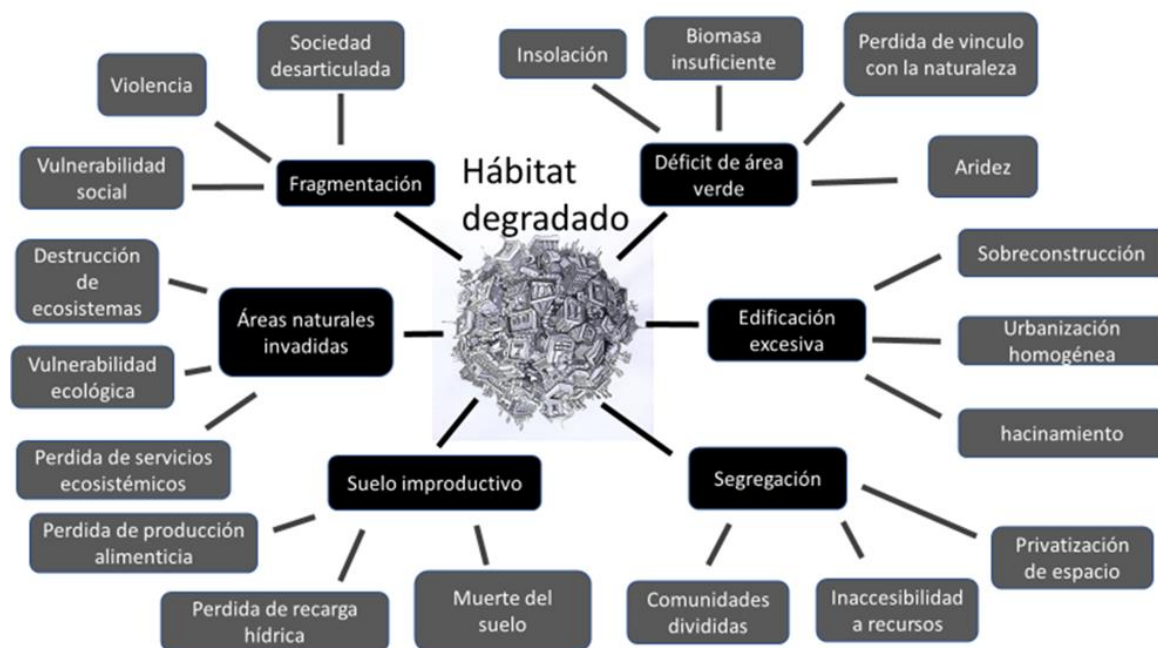 Sociedad
desarticulada
Violencia
Vulnerabilidad
social
Fragmentación
Hábitat
degradado
Insolación
Biomasa
insuficiente
Perdida de vinculo
con la naturaleza
Déficit de área
verde
Aridez
Destrucción
de
ecosistemas
Áreas naturales
invadidas
Vulnerabilidad
ecológica
Perdida de servicios
ecosistémicos
Edificación
excesiva
Sobreconstrucción
Urbanización
homogénea
hacinamiento
Suelo improductivo
Perdida de producción
alimenticia
Perdida de recarga
hídrica
Muerte del
suelo
Segregación
Comunidades
divididas
Inaccesibilidad
a recursos
Privatización
de espacio